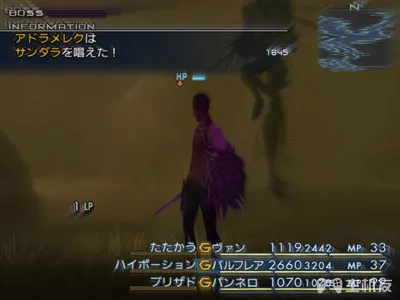 BOSS
INFORMATION
アドラメレクは
サンダラを唱えた！
1845
N
HP
1 LP
たたかう G ヴァン 1119 2442 MP 33
ハイポーション G バルフレア 2660 3204 MP 37
ブリザド G パンネロ 1070 MP